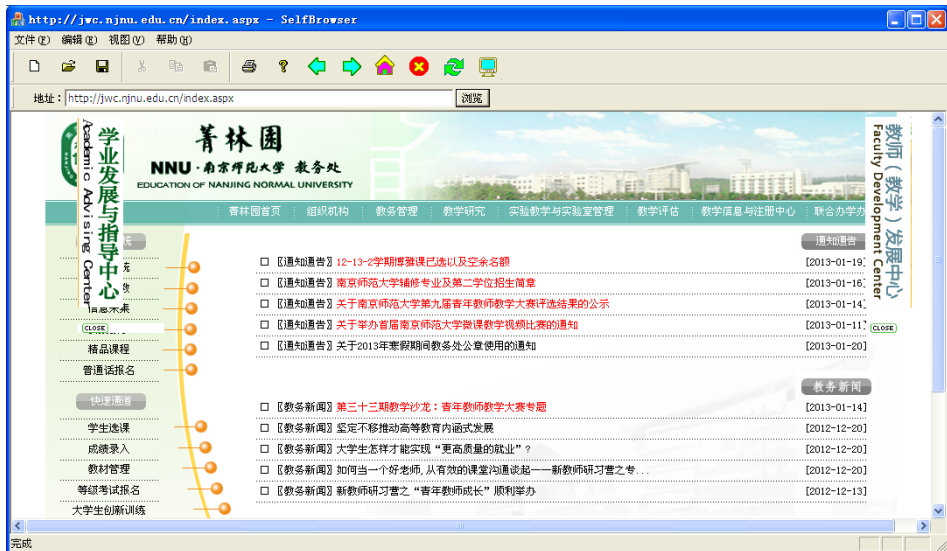 http://jwc.njnu.edu.cn/index.aspx - SelfBrowser
文件(F) 编辑(E) 视图(V) 帮助(H)
地址: http://jwc.njnu.edu.cn/index.aspx 浏览
学业发展与指导中心
Academic Advising Center
CLOSE
菁林园
NNU·南京师范大学 教务处
EDUCATION OF NANJING NORMAL UNIVERSITY
教师(教学)发展中心
Faculty Development Center
CLOSE
菁林园首页 组织机构 教务管理 教学研究 实验教学与实验室管理 教学评估 教学信息与注册中心 联合办学办
通知通告
〖通知通告〗12-13-2学期博雅课已选以及空余名额 [2013-01-19]
〖通知通告〗南京师范大学辅修专业及第二学位招生简章 [2013-01-16]
〖通知通告〗关于南京师范大学第九届青年教师教学大赛评选结果的公示 [2013-01-14]
〖通知通告〗关于举办首届南京师范大学微课教学视频比赛的通知 [2013-01-11]
〖通知通告〗关于2013年寒假期间教务处公章使用的通知 [2013-01-20]
信息采集
精品课程
普通话报名
快速通道
学生选课
成绩录入
教材管理
等级考试报名
大学生创新训练
教务新闻
〖教务新闻〗第三十三期教学沙龙：青年教师教学大赛专题 [2013-01-14]
〖教务新闻〗坚定不移推动高等教育内涵式发展 [2012-12-20]
〖教务新闻〗大学生怎样才能实现“更高质量的就业”? [2012-12-20]
〖教务新闻〗如何当一个好老师,从有效的课堂沟通谈起——新教师研习营之专... [2012-12-20]
〖教务新闻〗新教师研习营之“青年教师成长”顺利举办 [2012-12-13]
完成